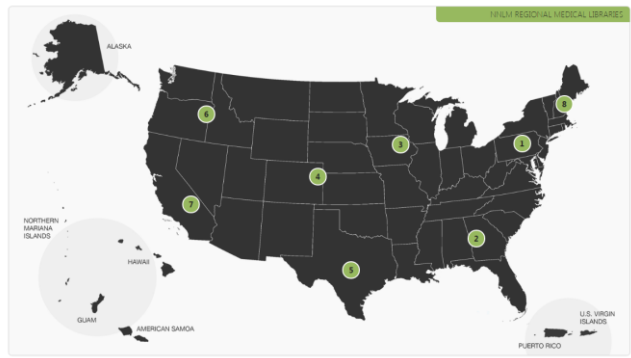 NNLM REGIONAL MEDICAL LIBRARIES
ALASKA
8
6
1
3
4
7
NORTHERN
MARIANA
ISLANDS
2
HAWAII
5
GUAM
AMERICAN SAMOA
U.S. VIRGIN
ISLANDS
PUERTO RICO